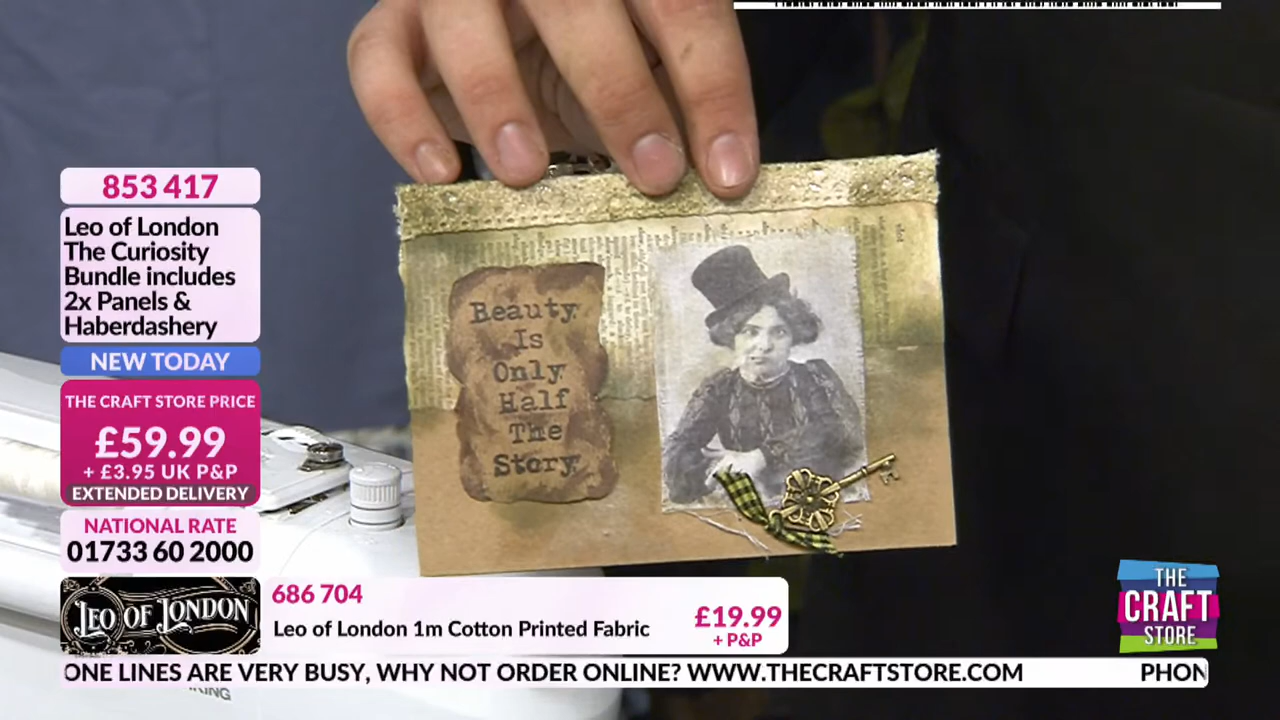 853 417
Leo of London
The Curiosity
Bundle includes
2x Panels &
Haberdashery
NEW TODAY
THE CRAFT STORE PRICE
£59.99
+ £3.95 UK P&P
EXTENDED DELIVERY
NATIONAL RATE
01733 60 2000
Beauty
Is
Only
Half
The
Story
LEO OF LONDON
686 704
Leo of London 1m Cotton Printed Fabric
£19.99
+ P&P
THE
CRAFT
STORE
ONE LINES ARE VERY BUSY, WHY NOT ORDER ONLINE? WWW.THECRAFTSTORE.COM
PHON